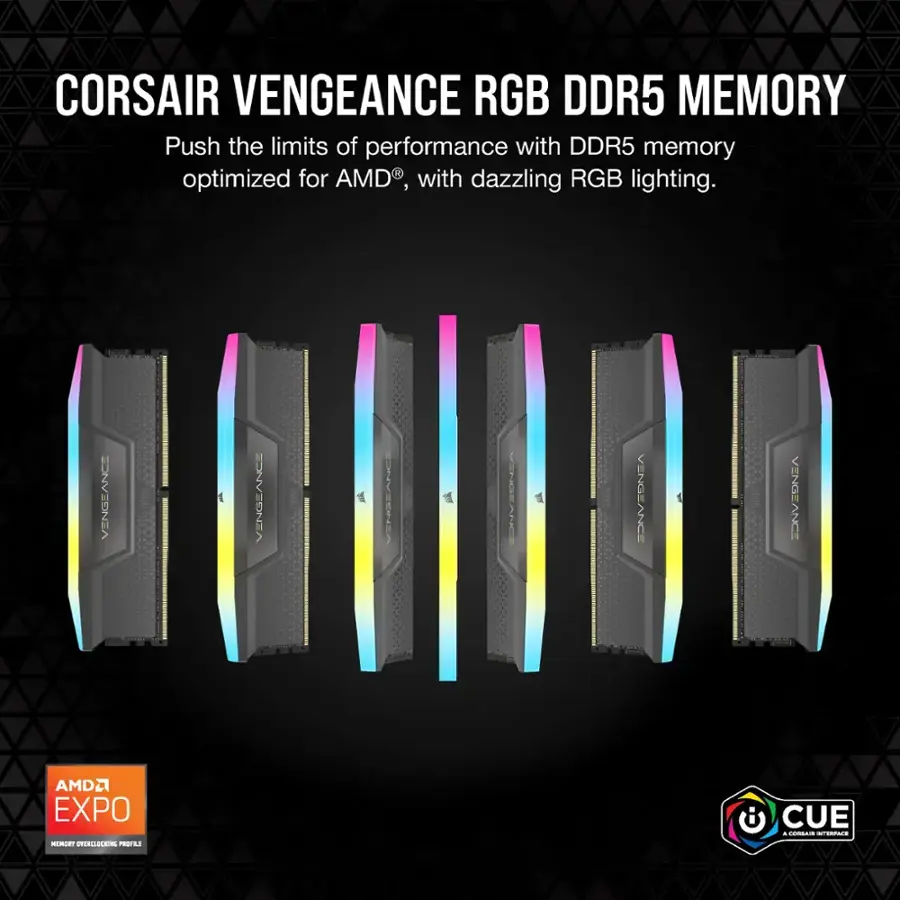 CORSAIR VENGEANCE RGB DDR5 MEMORY
Push the limits of performance with DDR5 memory
optimized for AMD®, with dazzling RGB lighting.
VENGEANCE
VENGEANCE
VENGEANCE
VENGEANCE
VENGEANCE
VENGEANCE
AMD
EXPO
MEMORY OVERCLOCKING PROFILE
iCUE
A CORSAIR INTERFACE